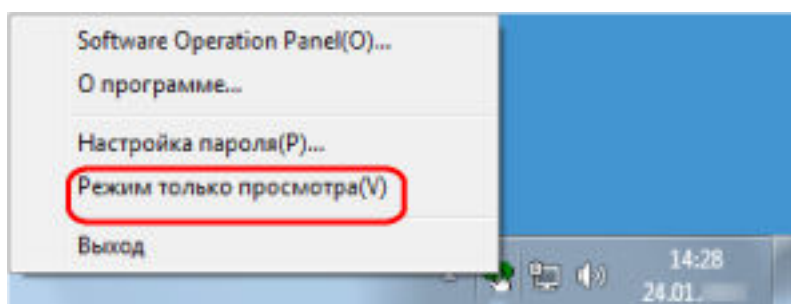 Software Operation Panel(O)...
О программе...
Настройка пароля(P)...
Режим только просмотра(V)
Выход
14:28
24.01.